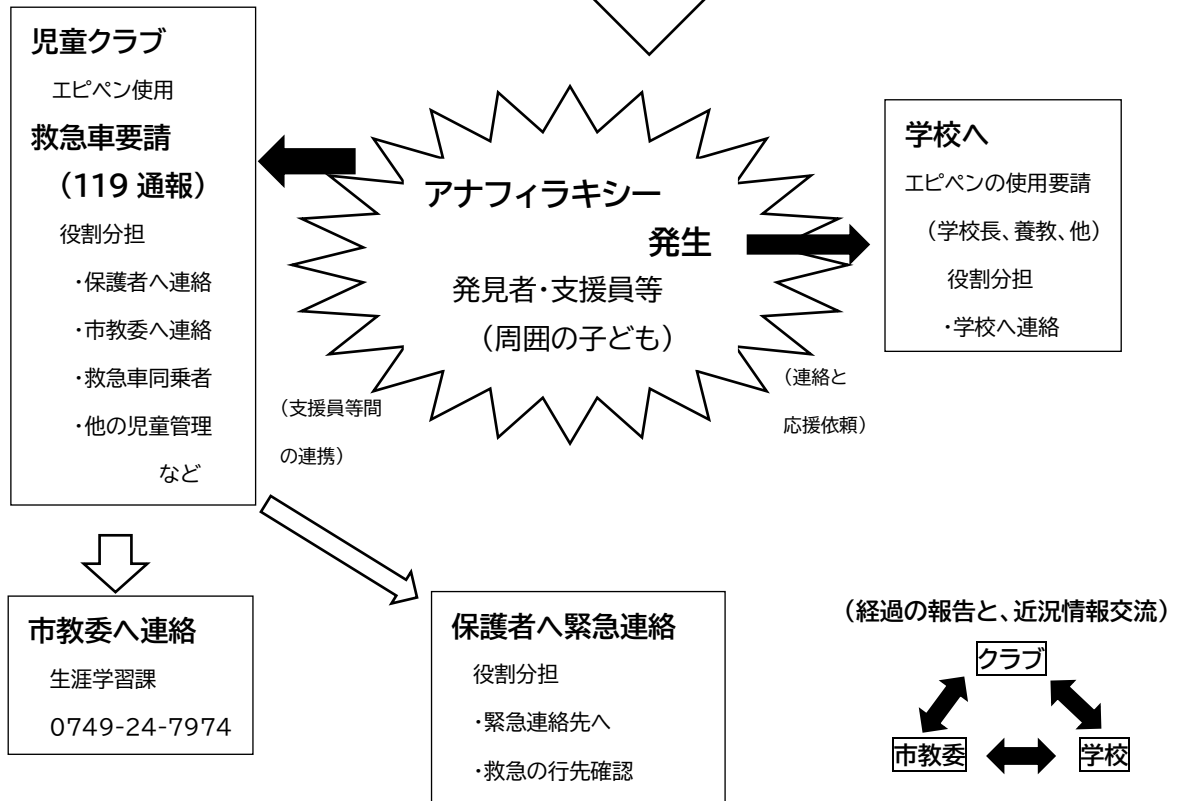 児童クラブ
エピペン使用
救急車要請
（119 通報）
役割分担
・保護者へ連絡
・市教委へ連絡
・救急車同乗者
・他の児童管理
など
アナフィラキシー
発生
発見者・支援員等
（周囲の子ども）
学校へ
エピペンの使用要請
（学校長、養教、他）
役割分担
・学校へ連絡
（支援員等間
の連携）
（連絡と
応援依頼）
市教委へ連絡
生涯学習課
0749-24-7974
保護者へ緊急連絡
役割分担
・緊急連絡先へ
・救急の行先確認
（経過の報告と、近況情報交流）
クラブ
市教委
学校